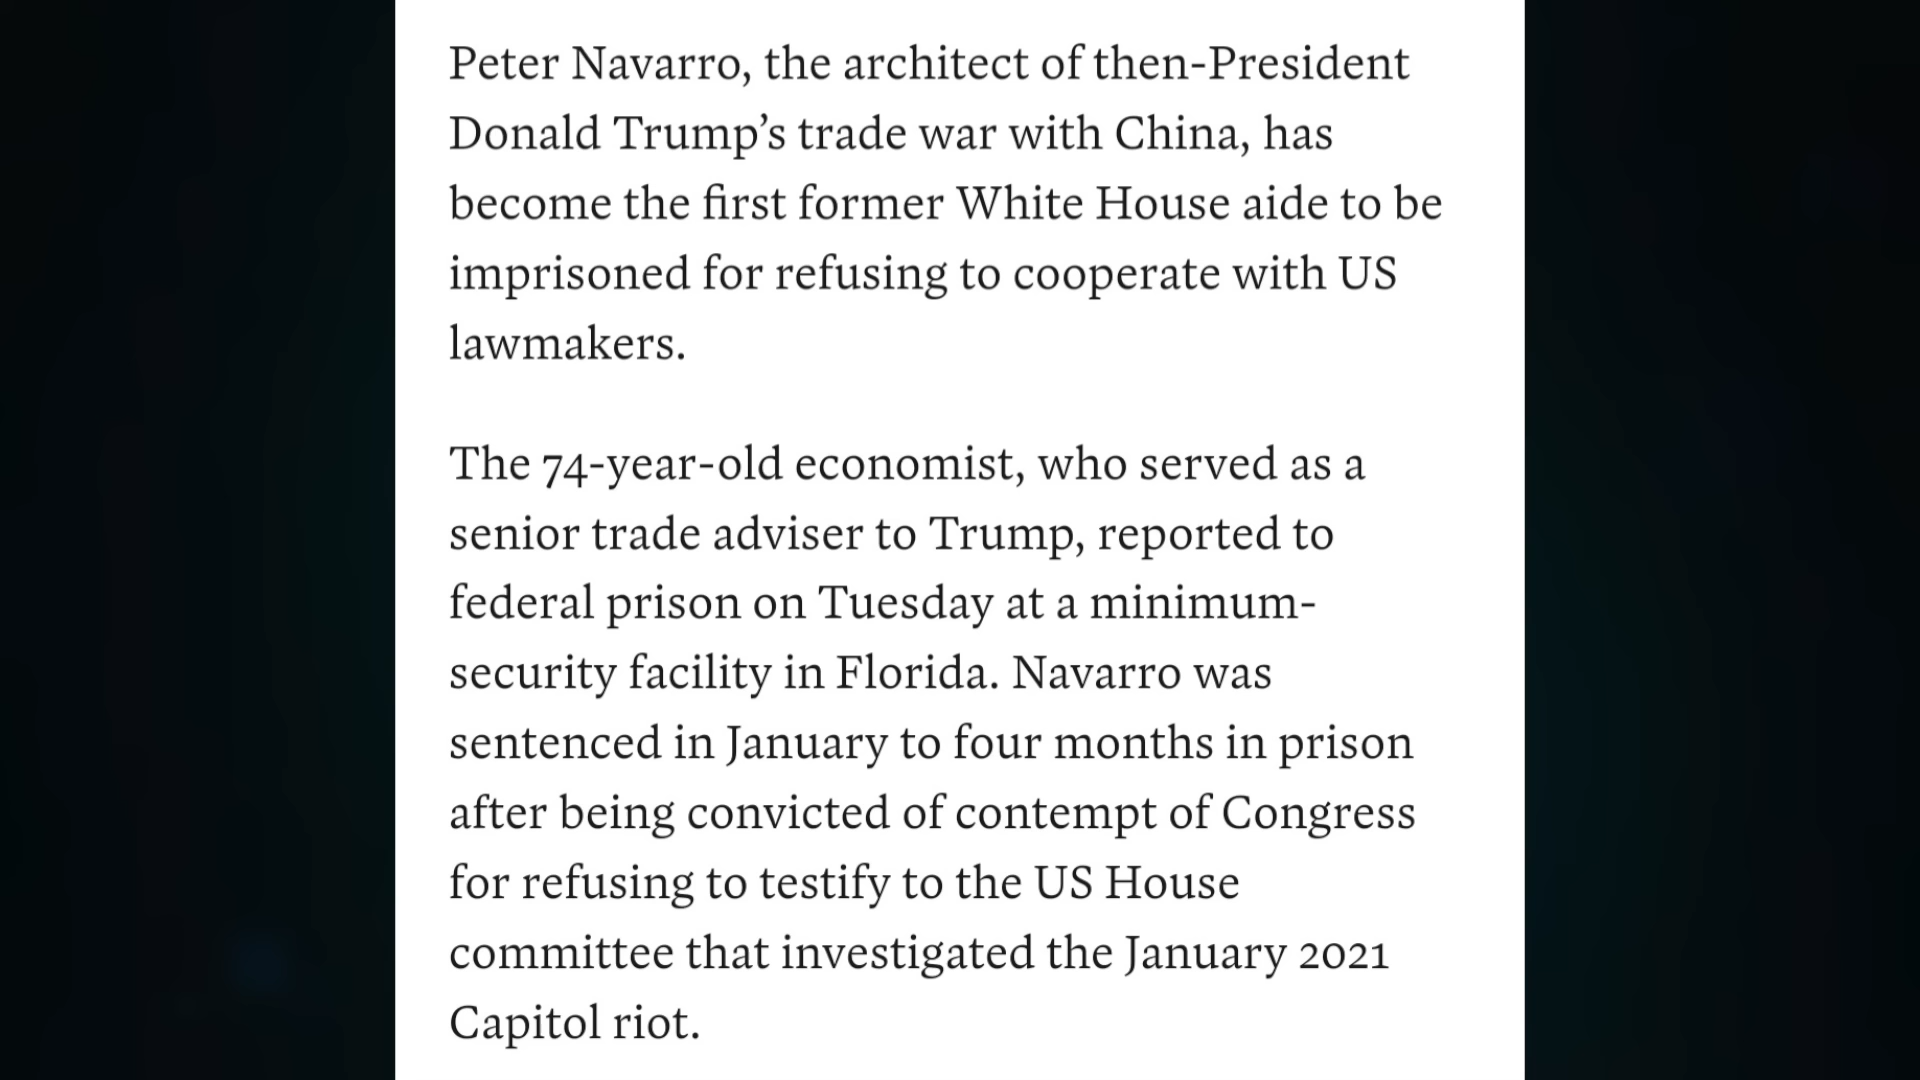 Peter Navarro, the architect of then-President
Donald Trump’s trade war with China, has
become the first former White House aide to be
imprisoned for refusing to cooperate with US
lawmakers.
The 74-year-old economist, who served as a
senior trade adviser to Trump, reported to
federal prison on Tuesday at a minimum-
security facility in Florida. Navarro was
sentenced in January to four months in prison
after being convicted of contempt of Congress
for refusing to testify to the US House
committee that investigated the January 2021
Capitol riot.